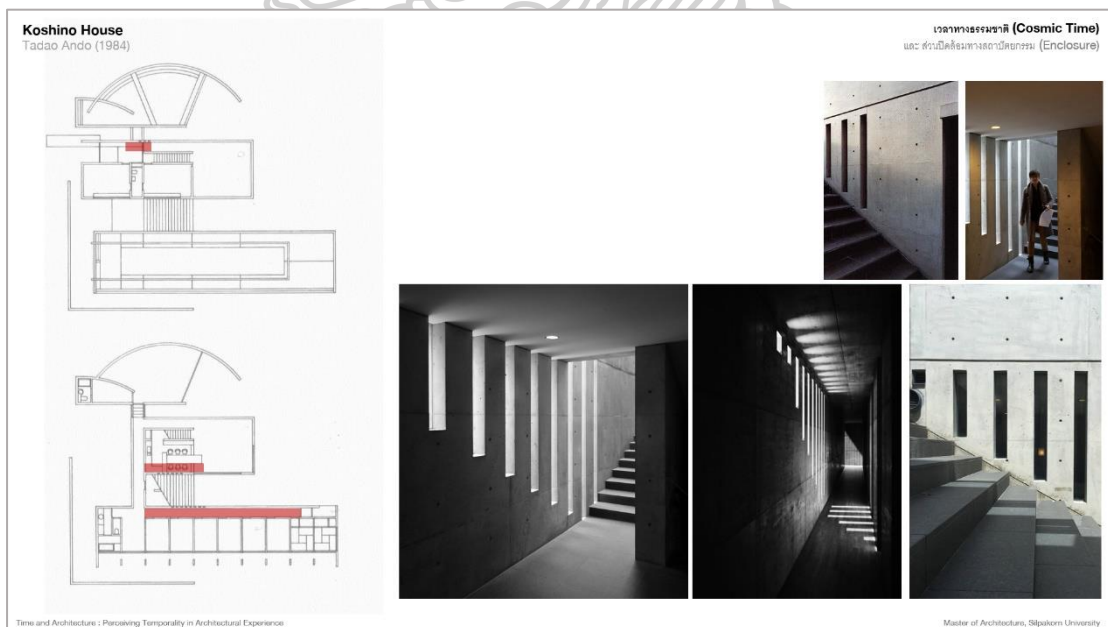 Koshino House
Tadao Ando (1984)
เวลาทางธรรมชาติ (Cosmic Time)
และ ส่วนปิดล้อมทางสถาปัตยกรรม (Enclosure)
Time and Architecture : Perceiving Temporality in Architectural Experience
Master of Architecture, Silpakorn University